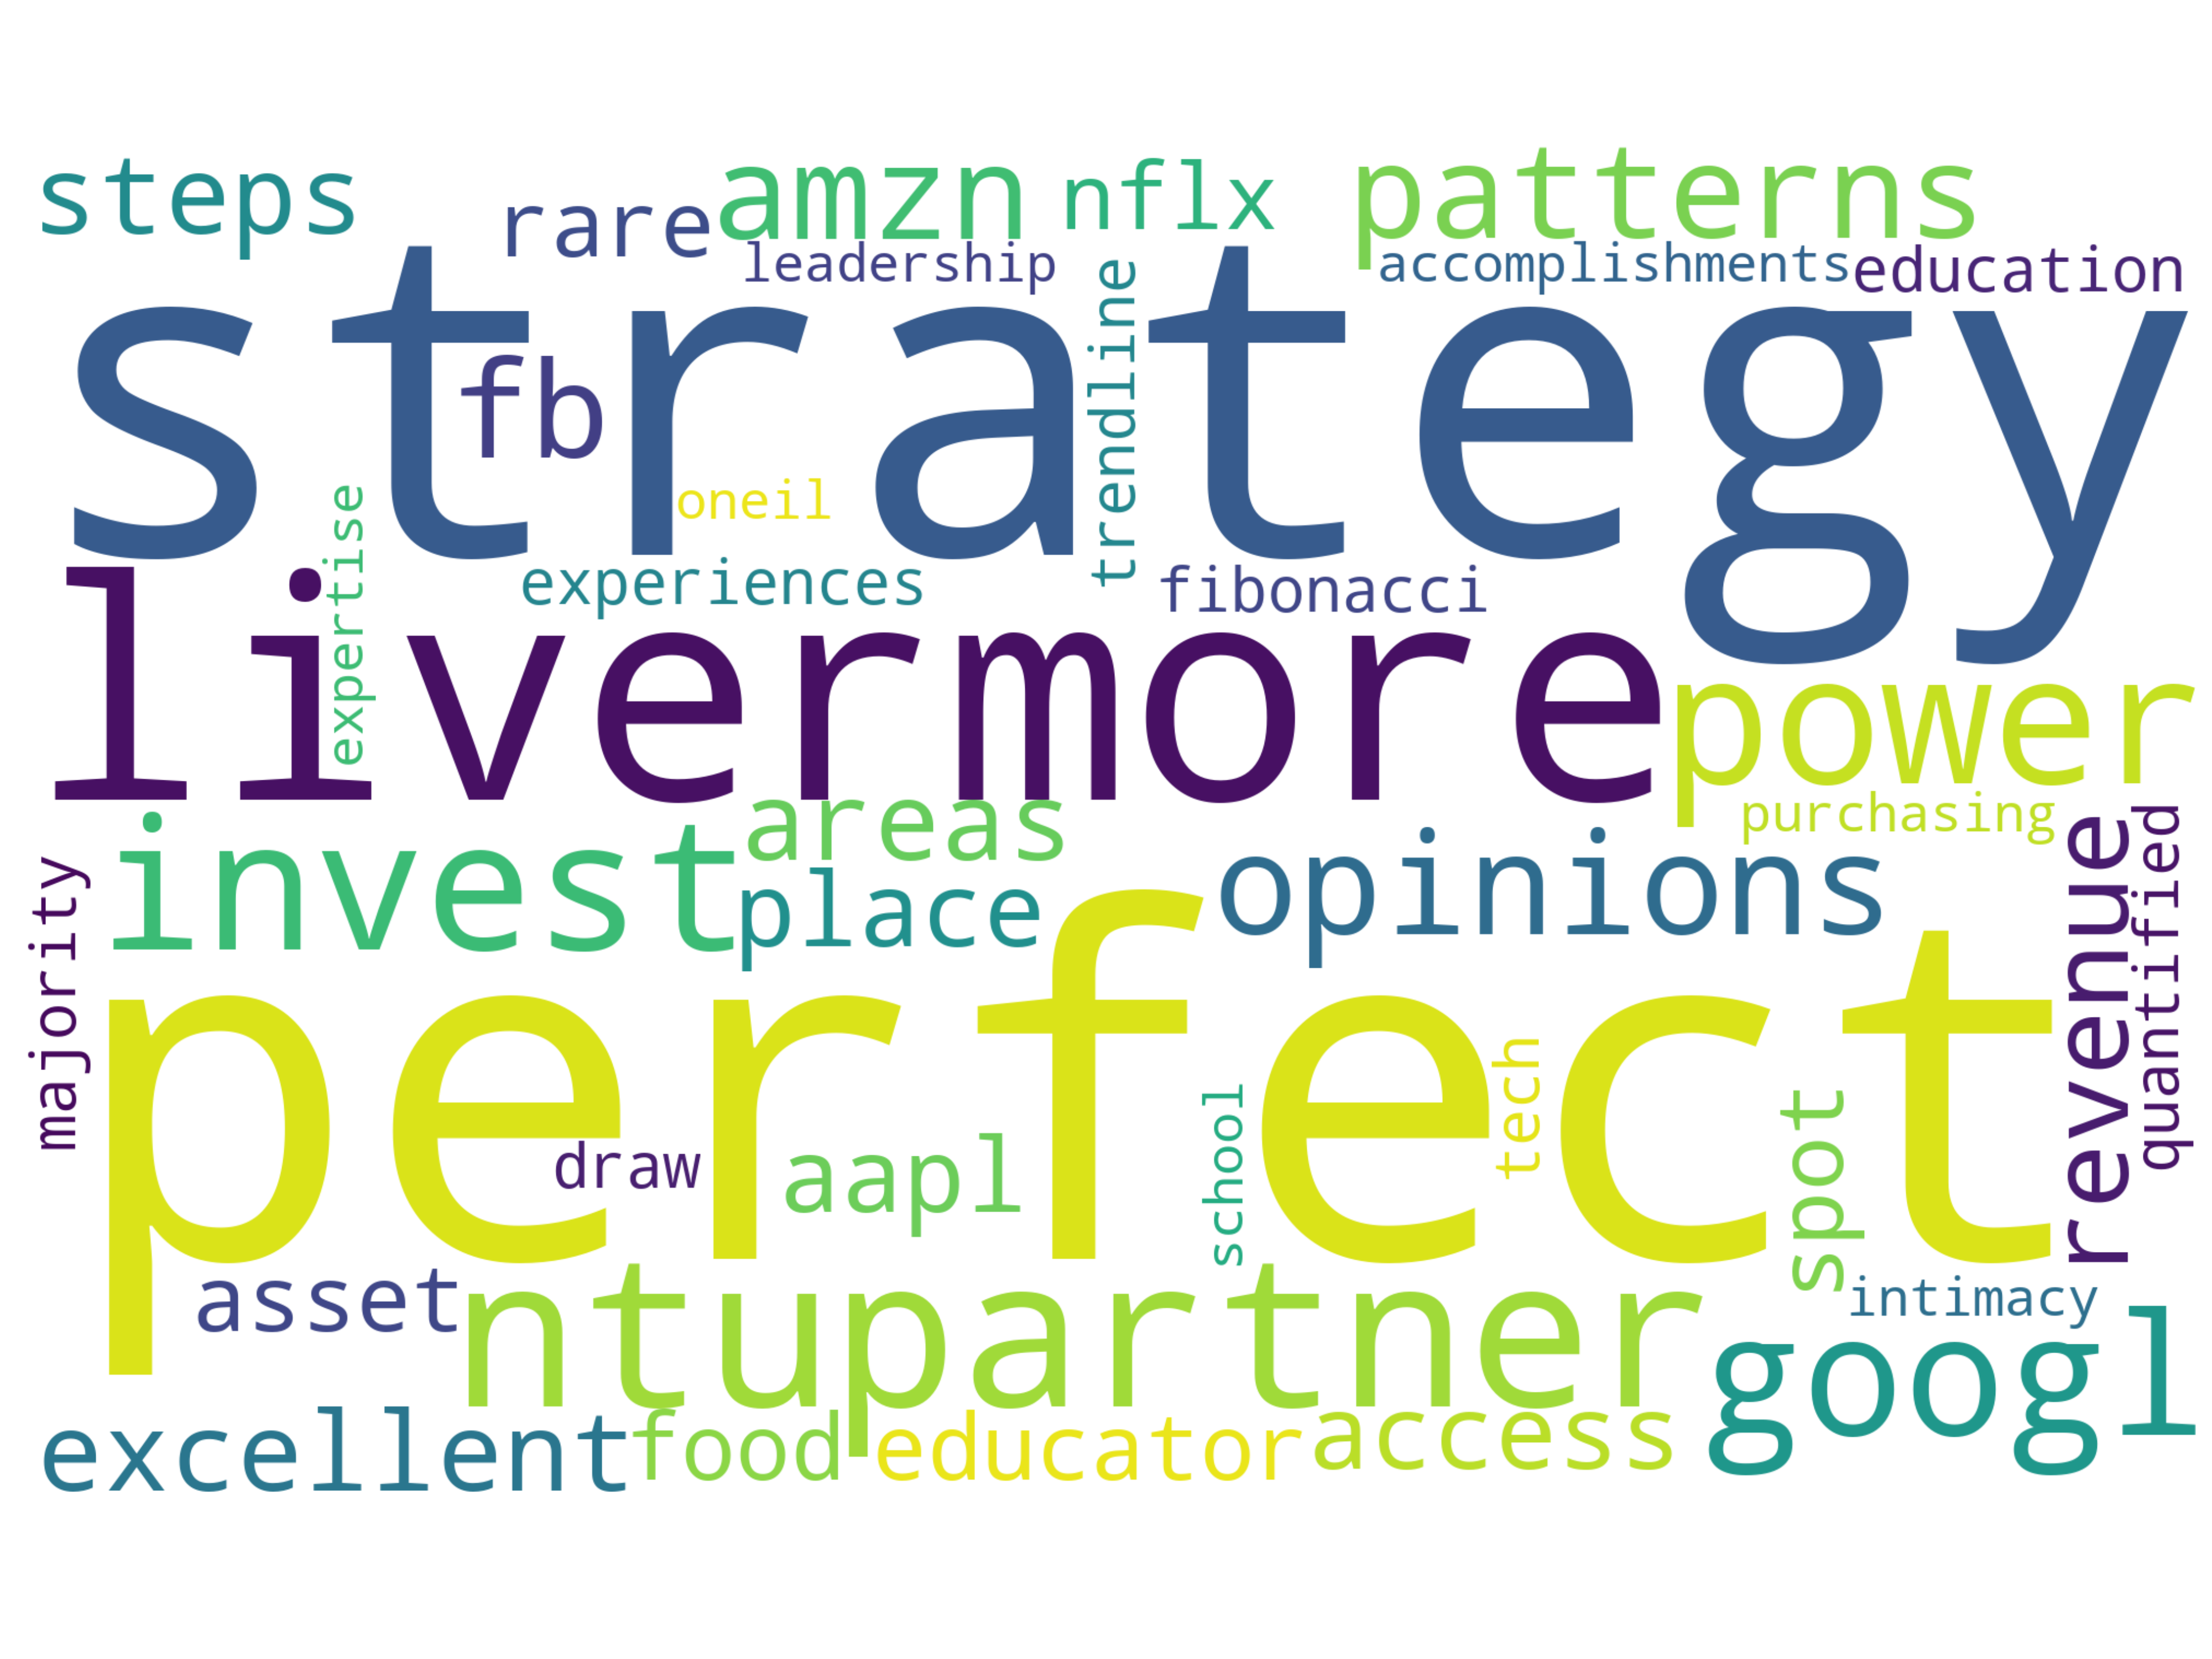 steps
rare
amzn
nflx
patterns
leadership
accomplishments
education
strategy
fb
trendline
oneil
expertise
experiences
fibonacci
livermore
power
purchasing
areas
invest
place
opinions
majority
revenue
quantified
perfect
tech
school
spot
draw
aapl
asset
ntupartner
intimacy
googl
excellent
food
educator
access